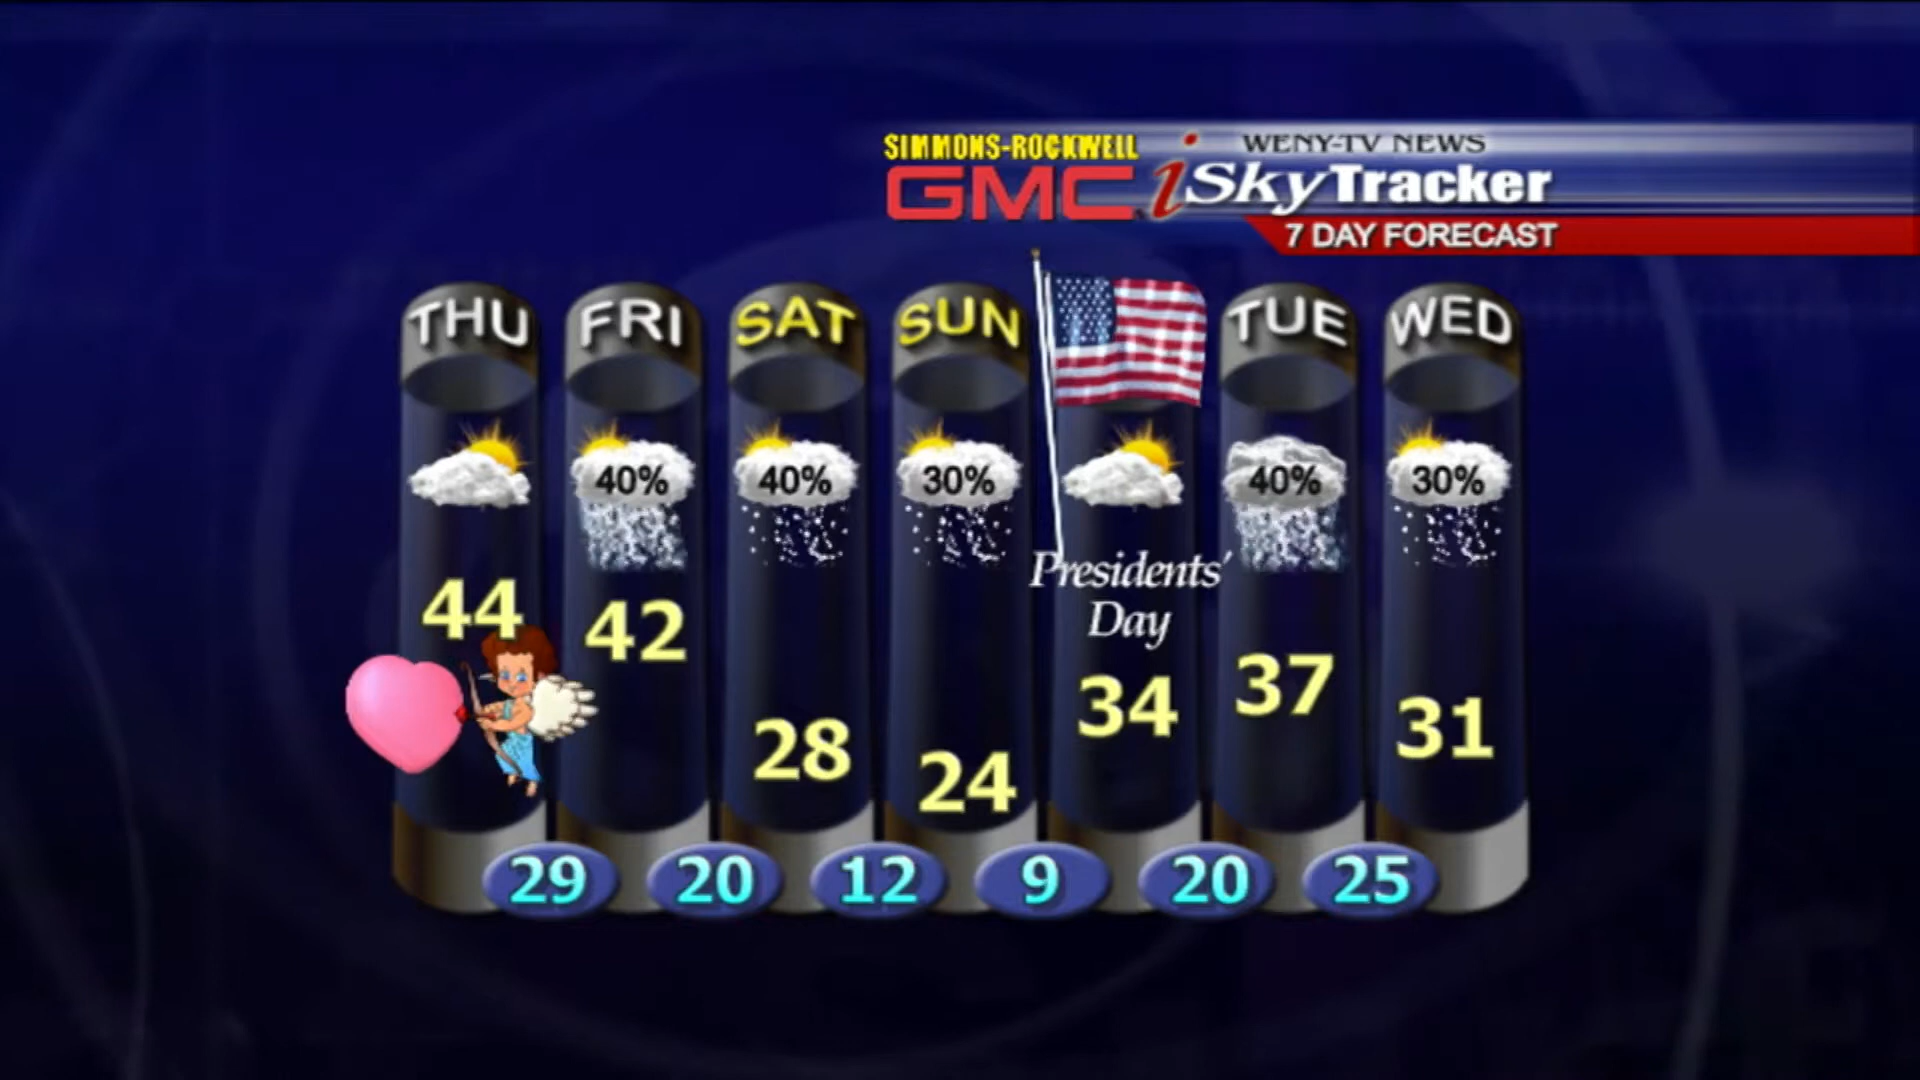 SIMMONS-ROCKWELL
GMC
WENY-TV NEWS
iSkyTracker
7 DAY FORECAST
THU FRI SAT SUN TUE WED
40% 40% 30% 40% 30%
Presidents'
Day
44 42 28 24 34 37 31
29 20 12 9 20 25